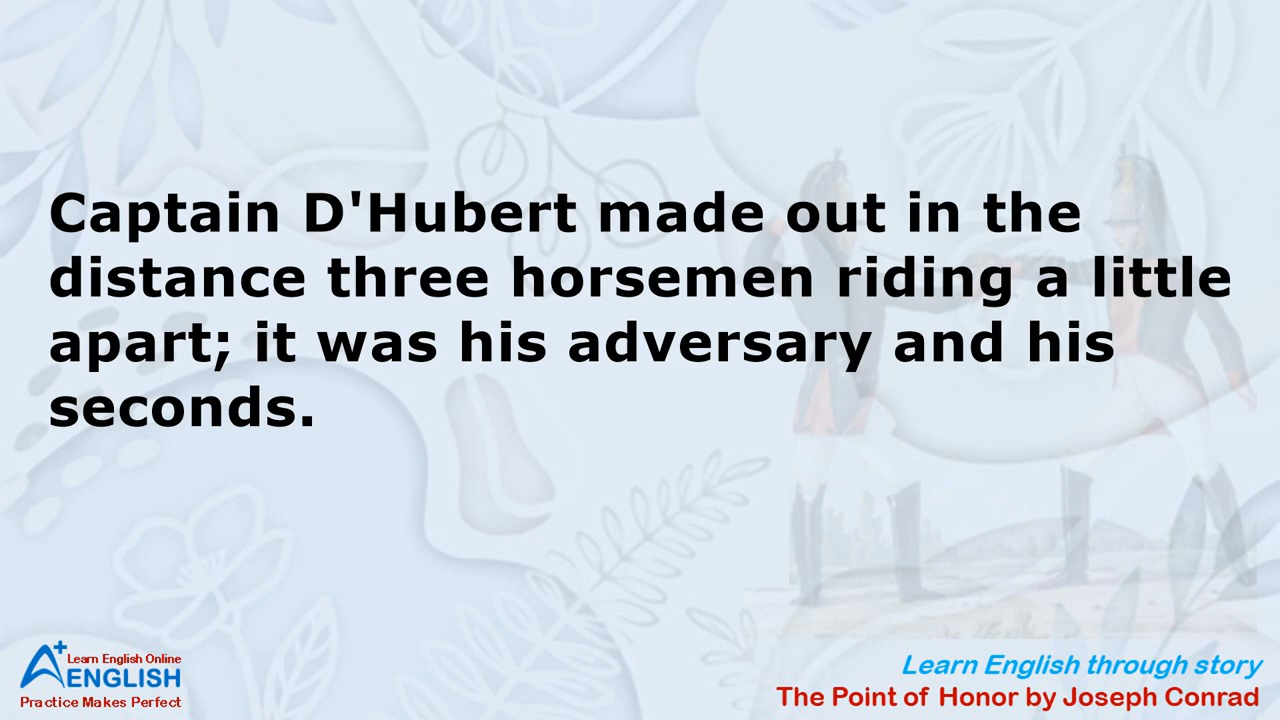 Captain D'Hubert made out in the
distance three horsemen riding a little
apart; it was his adversary and his
seconds.
A+ Learn English Online
ENGLISH
Practice Makes Perfect
Learn English through story
The Point of Honor by Joseph Conrad